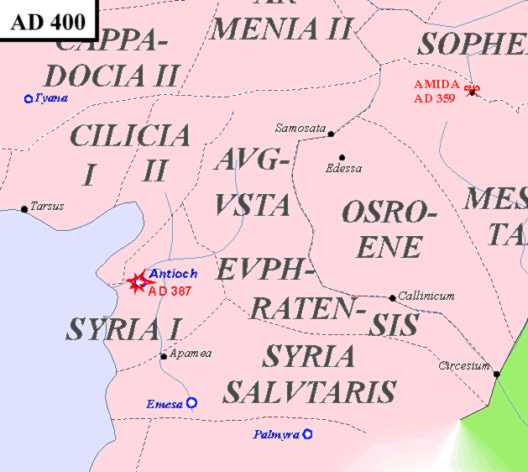 AD 400
CAPPA-
DOCIA II
AR
MENIA II
SOPHE
AMIDA
AD 359
Tyana
CILICIA
I
II
Tarsus
Samosata
Edessa
AVG-
VSTA
OSRO-
ENE
MES
TA
Antioch
AD 387
EVPH-
RATEN-
SIS
Callinicum
SYRIA I
Apamea
SYRIA
SALVTARIS
Circesium
Emesa
Palmyra